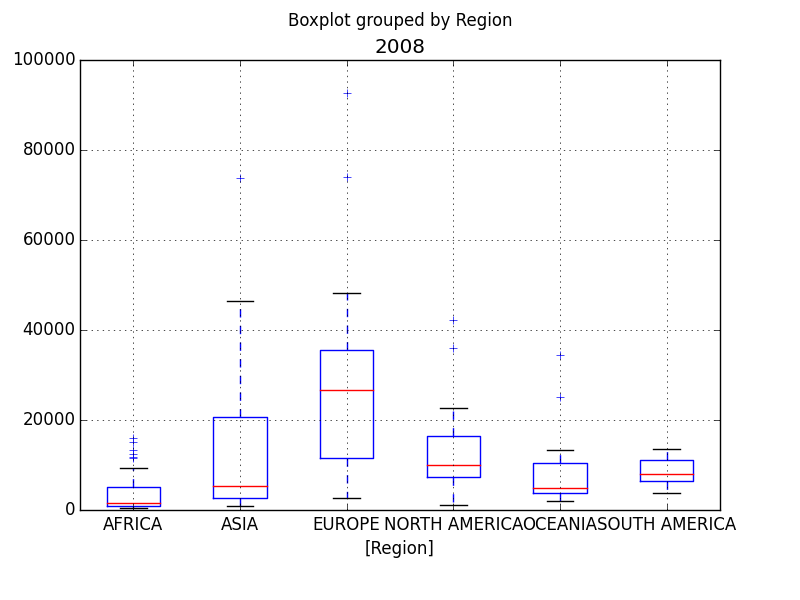 Boxplot grouped by Region
2008
100000
80000
60000
40000
20000
0
AFRICA ASIA EUROPE NORTH AMERICA OCEANIA SOUTH AMERICA
[Region]